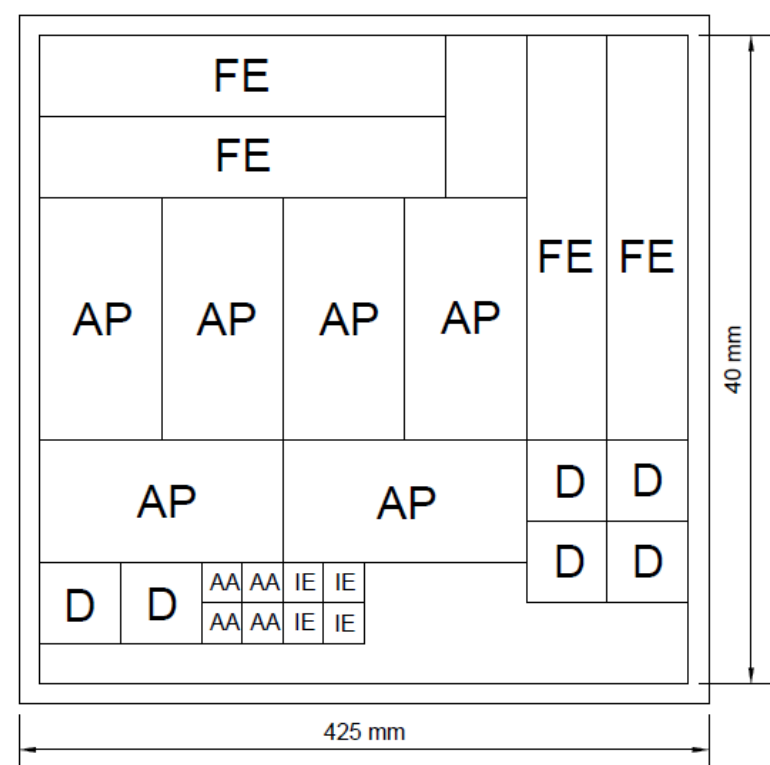 FE
FE
FE FE
AP AP AP AP
AP AP
D D
D D
D D
AA AA IE IE
AA AA IE IE
40 mm
425 mm